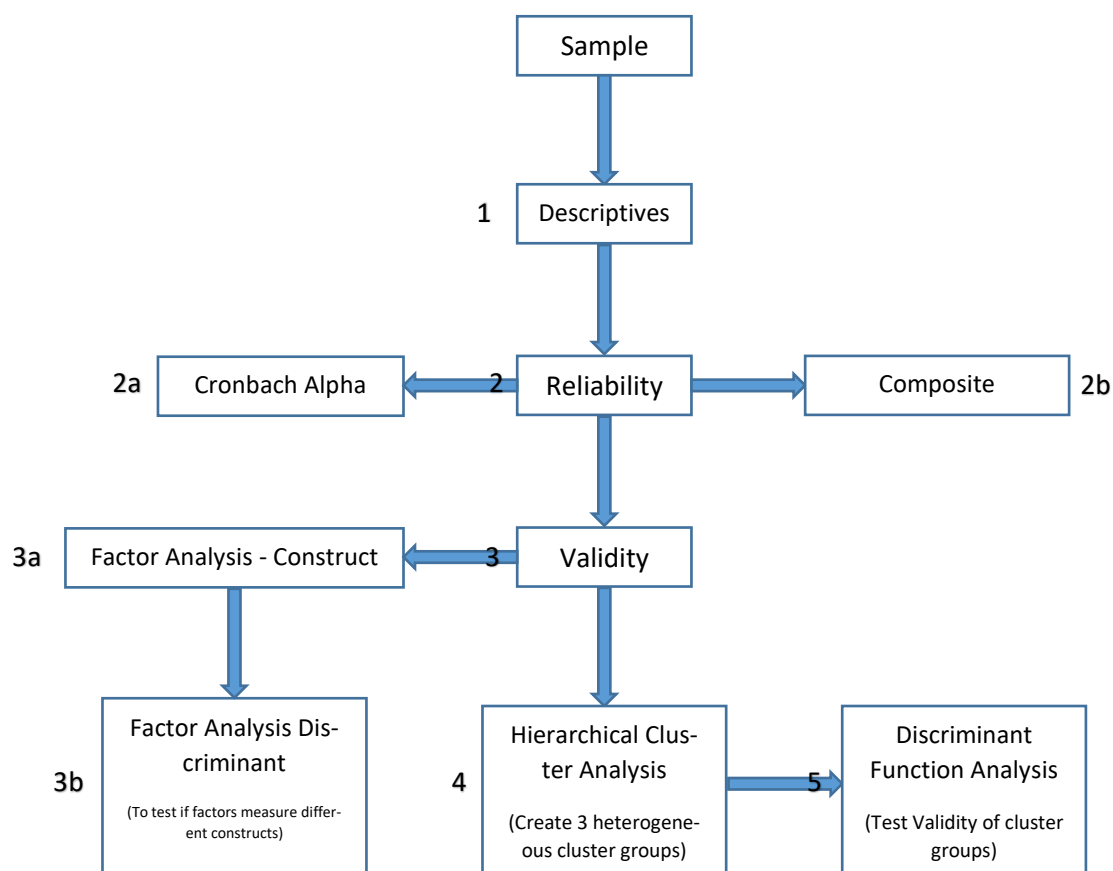 Sample
1
Descriptives
2a
Cronbach Alpha
2
Reliability
Composite
2b
3a
Factor Analysis - Construct
3
Validity
3b
Factor Analysis Dis-
criminant
(To test if factors measure differ-
ent constructs)
4
Hierarchical Clus-
ter Analysis
(Create 3 heterogene-
ous cluster groups)
5
Discriminant
Function Analysis
(Test Validity of cluster
groups)